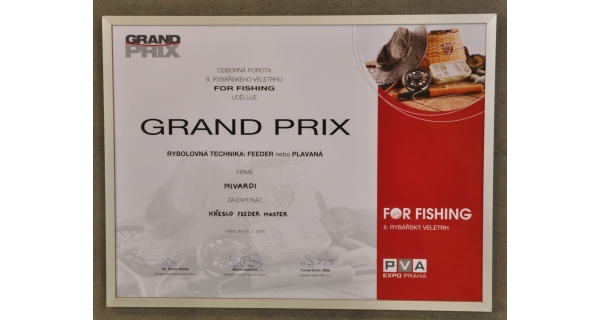 GRAND
PRIX
ODBORNÁ POROTA
9. RYBÁŘSKÉHO VELETRHU
FOR FISHING
UDĚLUJE
GRAND PRIX
RYBOLOVNÁ TECHNIKA: FEEDER nebo PLAVANÁ
FIRMĚ
MIVARDI
ZA EXPONÁT
KŘESLO FEEDER MASTER
FOR FISHING
9. RYBÁŘSKÝ VELETRH
PVA
EXPO PRAHA